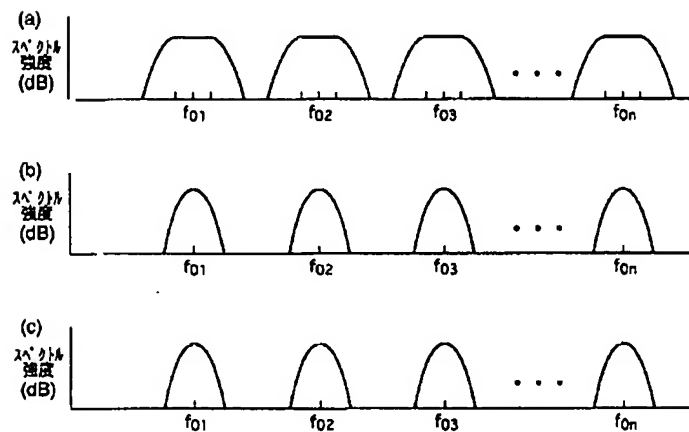 (a)
スペクトル
強度
(dB)
f01 f02 f03 • • • f0n
(b)
スペクトル
強度
(dB)
f01 f02 f03 • • • f0n
(c)
スペクトル
強度
(dB)
f01 f02 f03 • • • f0n